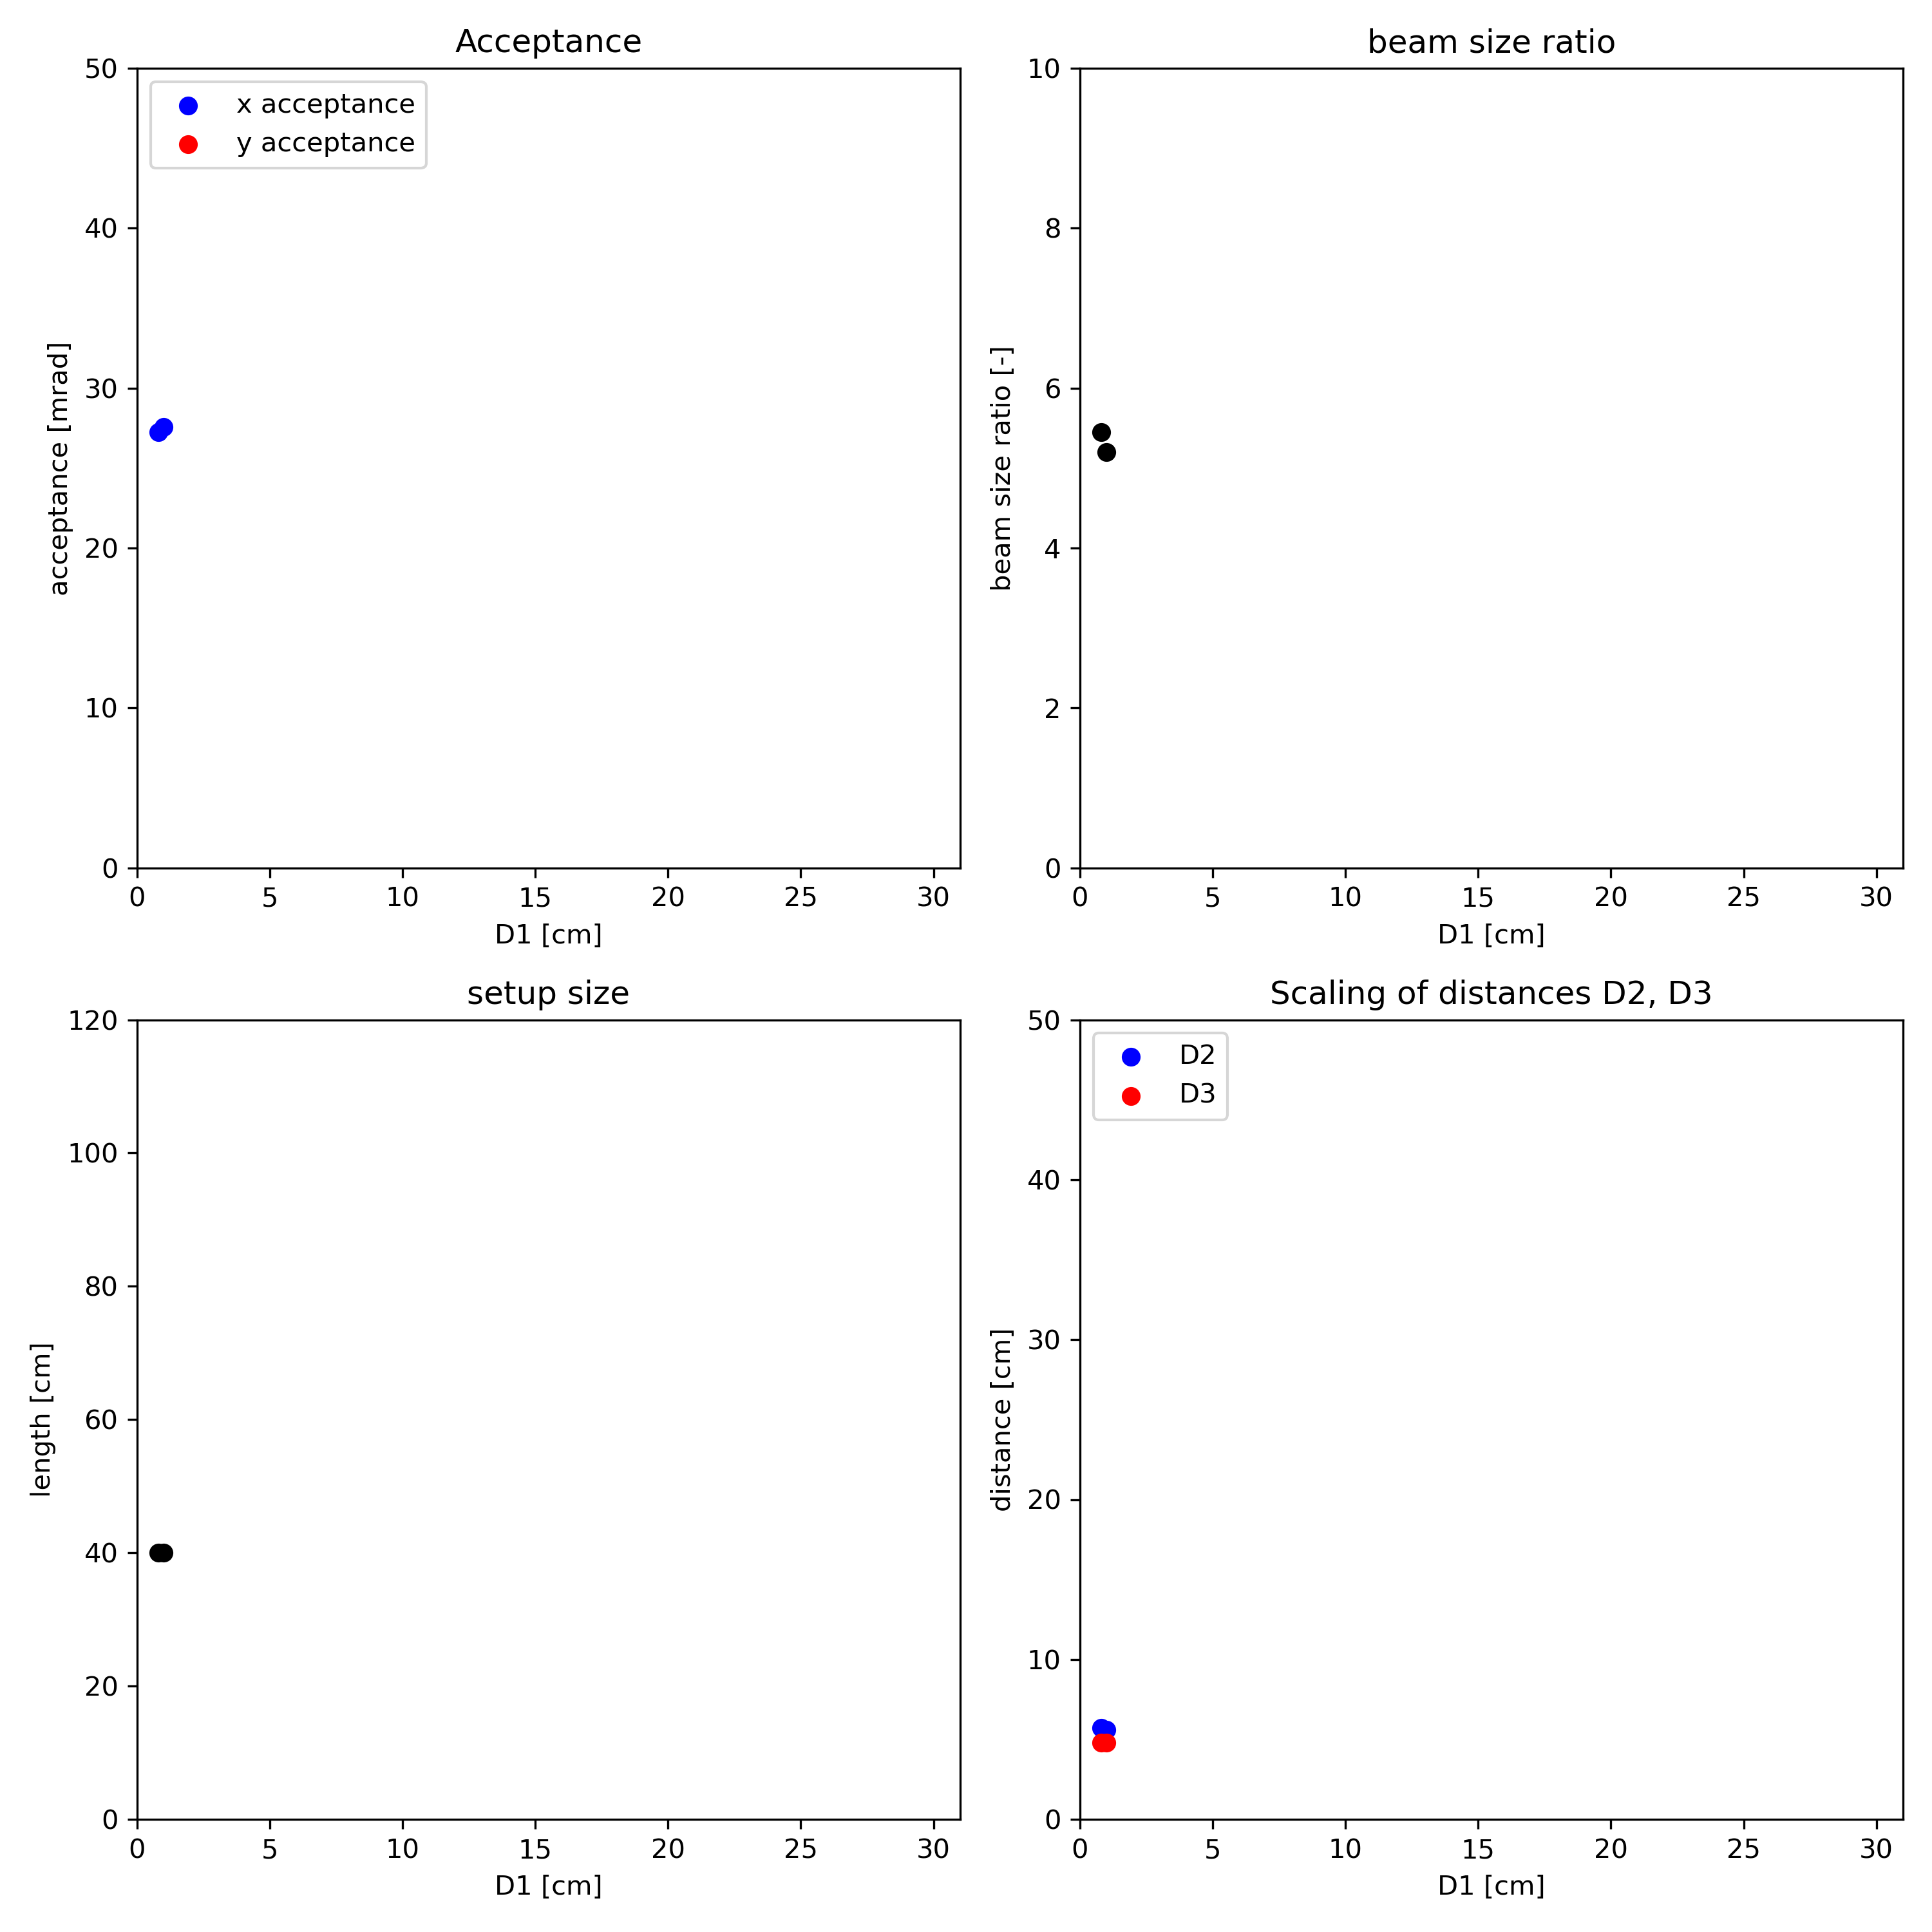 Acceptance
50
40
30
20
10
0
acceptance [mrad]
x acceptance
y acceptance
0 5 10 15 20 25 30
D1 [cm]
beam size ratio
10
8
6
4
2
0
beam size ratio [-]
0 5 10 15 20 25 30
D1 [cm]
setup size
120
100
80
60
40
20
0
length [cm]
0 5 10 15 20 25 30
D1 [cm]
Scaling of distances D2, D3
50
40
30
20
10
0
distance [cm]
D2
D3
0 5 10 15 20 25 30
D1 [cm]